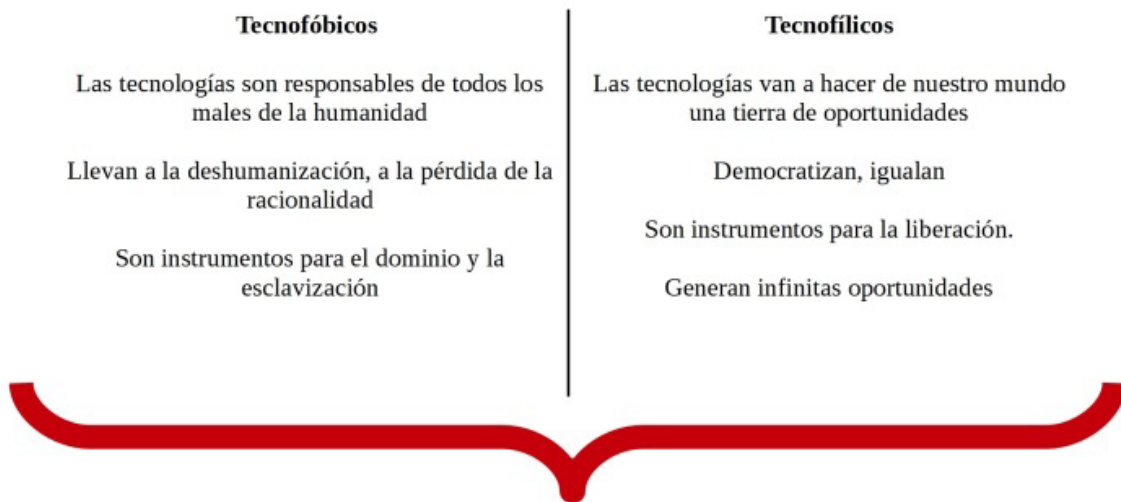 Tecnofóbicos
Las tecnologías son responsables de todos los
males de la humanidad
Llevan a la deshumanización, a la pérdida de la
racionalidad
Son instrumentos para el dominio y la
esclavización
Tecnofílicos
Las tecnologías van a hacer de nuestro mundo
una tierra de oportunidades
Democratizan, igualan
Son instrumentos para la liberación.
Generan infinitas oportunidades